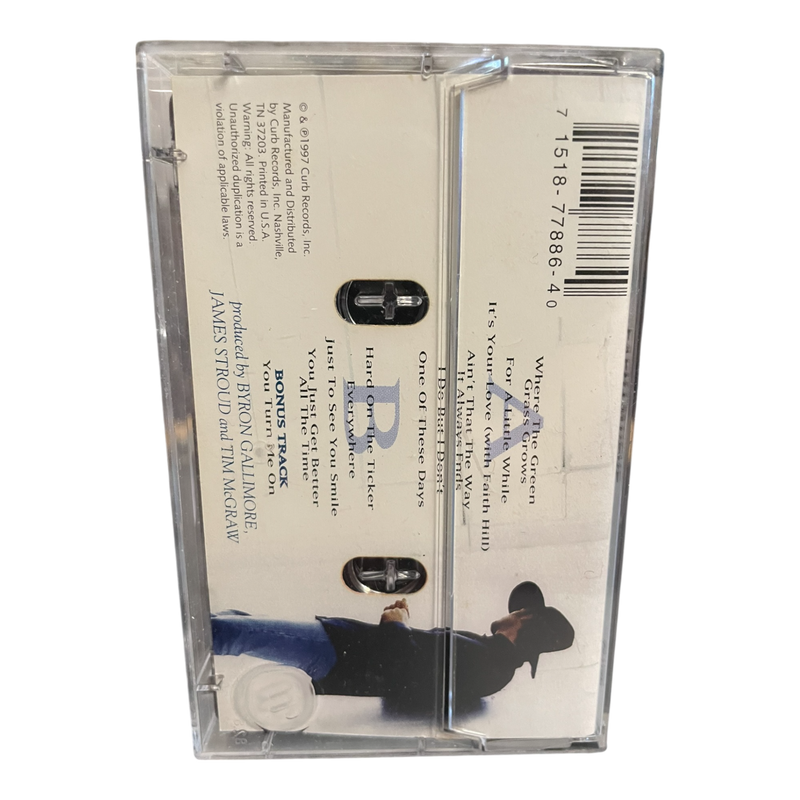 7 1518-77886-4 0
A
Where The Green
Grass Grows
For A Little While
It's Your Love (with Faith Hill)
Ain't That The Way
It Always Ends
I Do But I Don't
One Of These Days
B
Hard On The Ticker
Everywhere
Just To See You Smile
You Just Get Better
All The Time
BONUS TRACK
You Turn Me On
produced by BYRON GALLIMORE,
JAMES STROUD and TIM McGRAW
© & ℗1997 Curb Records, Inc.
Manufactured and Distributed
by Curb Records, Inc. Nashville,
TN 37203. Printed in U.S.A.
Warning: All rights reserved.
Unauthorized duplication is a
violation of applicable laws.